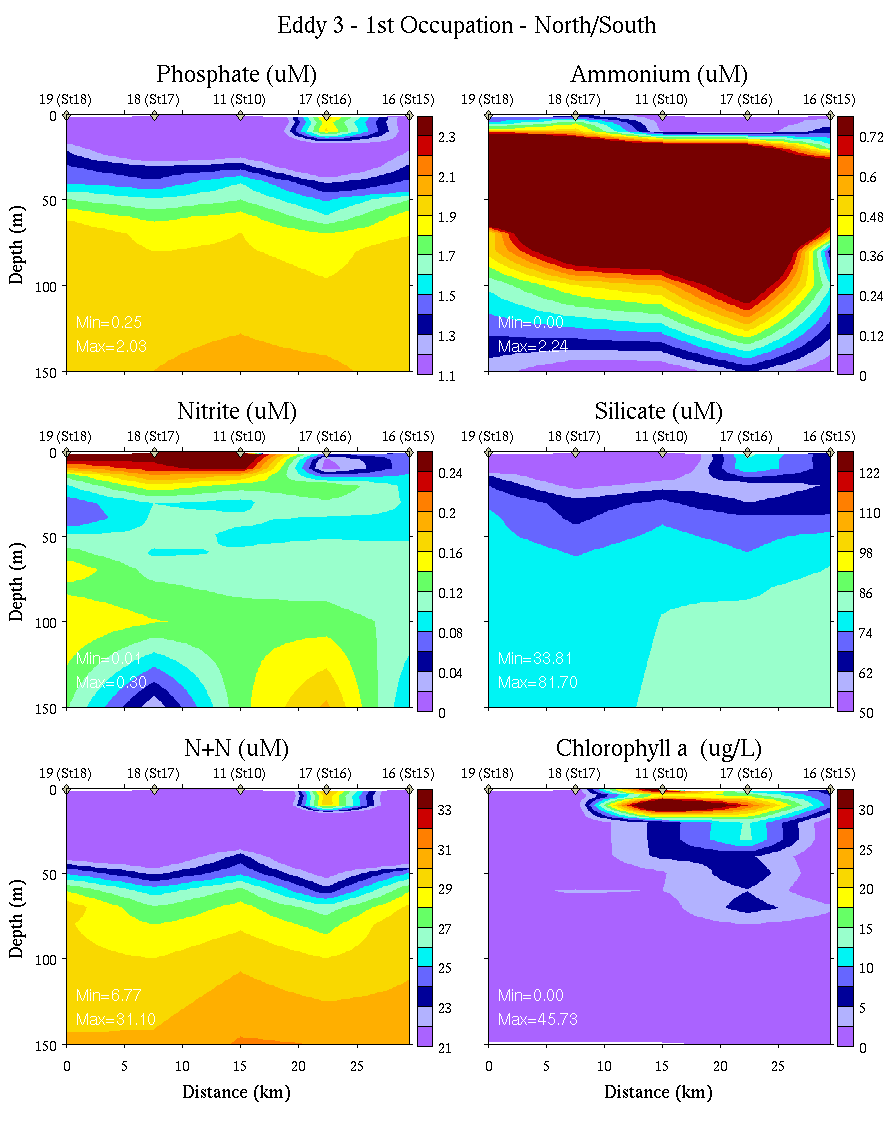 Eddy 3 - 1st Occupation - North/South
Phosphate (uM)
19 (St18) 18 (St17) 11 (St10) 17 (St16) 16 (St15)
Depth (m)
0
50
100
150
Min=0.25
Max=2.03
2.3
2.1
1.9
1.7
1.5
1.3
1.1
Ammonium (uM)
19 (St18) 18 (St17) 11 (St10) 17 (St16) 16 (St15)
Min=0.00
Max=2.24
0.72
0.6
0.48
0.36
0.24
0.12
0
Nitrite (uM)
19 (St18) 18 (St17) 11 (St10) 17 (St16) 16 (St15)
Depth (m)
0
50
100
150
Min=0.01
Max=0.30
0.24
0.2
0.16
0.12
0.08
0.04
0
Silicate (uM)
19 (St18) 18 (St17) 11 (St10) 17 (St16) 16 (St15)
Min=33.81
Max=81.70
122
110
98
86
74
62
50
N+N (uM)
19 (St18) 18 (St17) 11 (St10) 17 (St16) 16 (St15)
Depth (m)
0
50
100
150
Min=6.77
Max=31.10
33
31
29
27
25
23
21
0 5 10 15 20 25
Distance (km)
Chlorophyll a (ug/L)
19 (St18) 18 (St17) 11 (St10) 17 (St16) 16 (St15)
Min=0.00
Max=45.73
30
25
20
15
10
5
0
0 5 10 15 20 25
Distance (km)